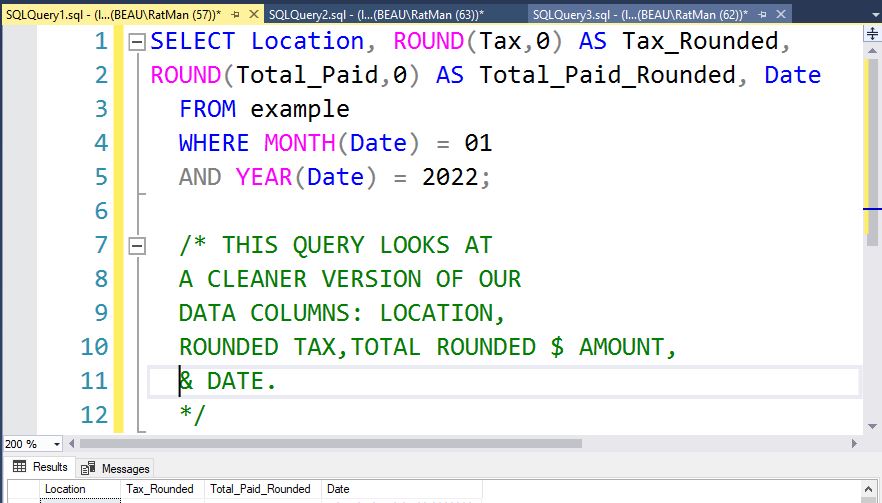 SQLQuery1.sql - (l...(BEAU\RatMan (57))* SQLQuery2.sql - (l...(BEAU\RatMan (63))* SQLQuery3.sql - (l...(BEAU\RatMan (62))*
1 SELECT Location, ROUND(Tax,0) AS Tax_Rounded,
2 ROUND(Total_Paid,0) AS Total_Paid_Rounded, Date
3 FROM example
4 WHERE MONTH(Date) = 01
5 AND YEAR(Date) = 2022;
6
7 /* THIS QUERY LOOKS AT
8 A CLEANER VERSION OF OUR
9 DATA COLUMNS: LOCATION,
10 ROUNDED TAX,TOTAL ROUNDED $ AMOUNT,
11 & DATE.
12 */
200 %
Results Messages
Location Tax_Rounded Total_Paid_Rounded Date